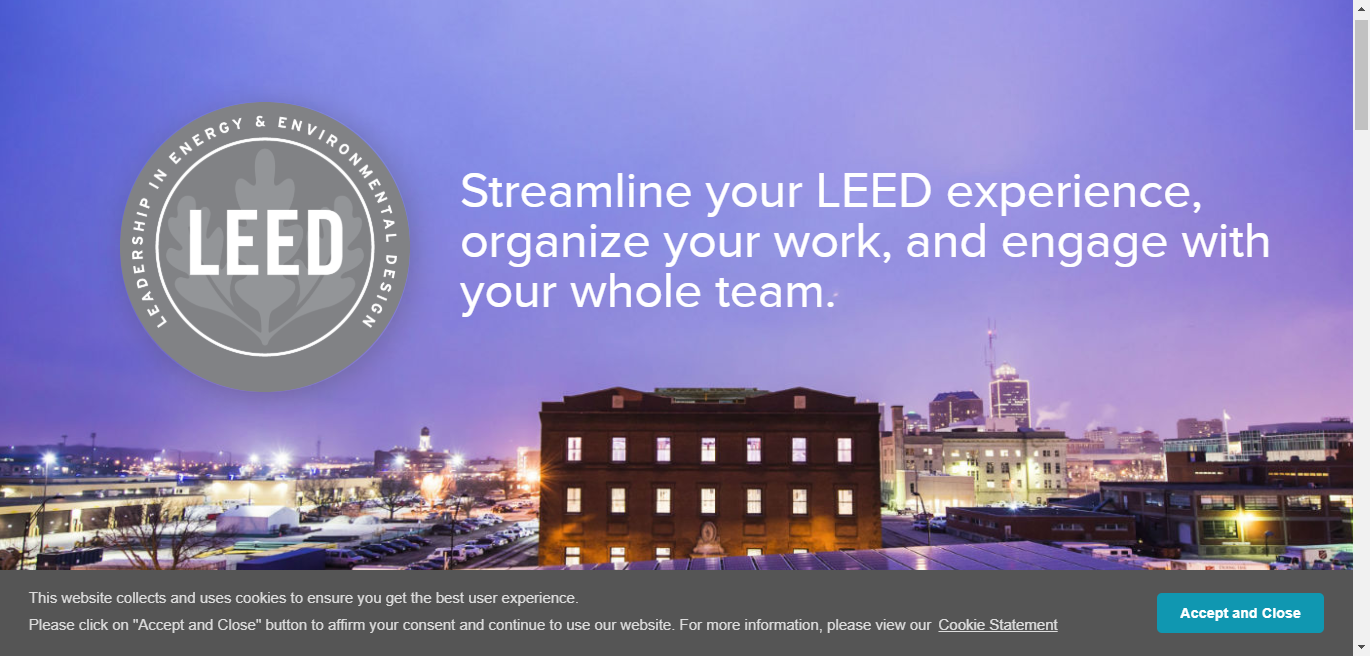 LEADERSHIP IN ENERGY & ENVIRONMENTAL DESIGN
LEED
Streamline your LEED experience,
organize your work, and engage with
your whole team.
This website collects and uses cookies to ensure you get the best user experience.
Please click on "Accept and Close" button to affirm your consent and continue to use our website. For more information, please view our Cookie Statement
Accept and Close